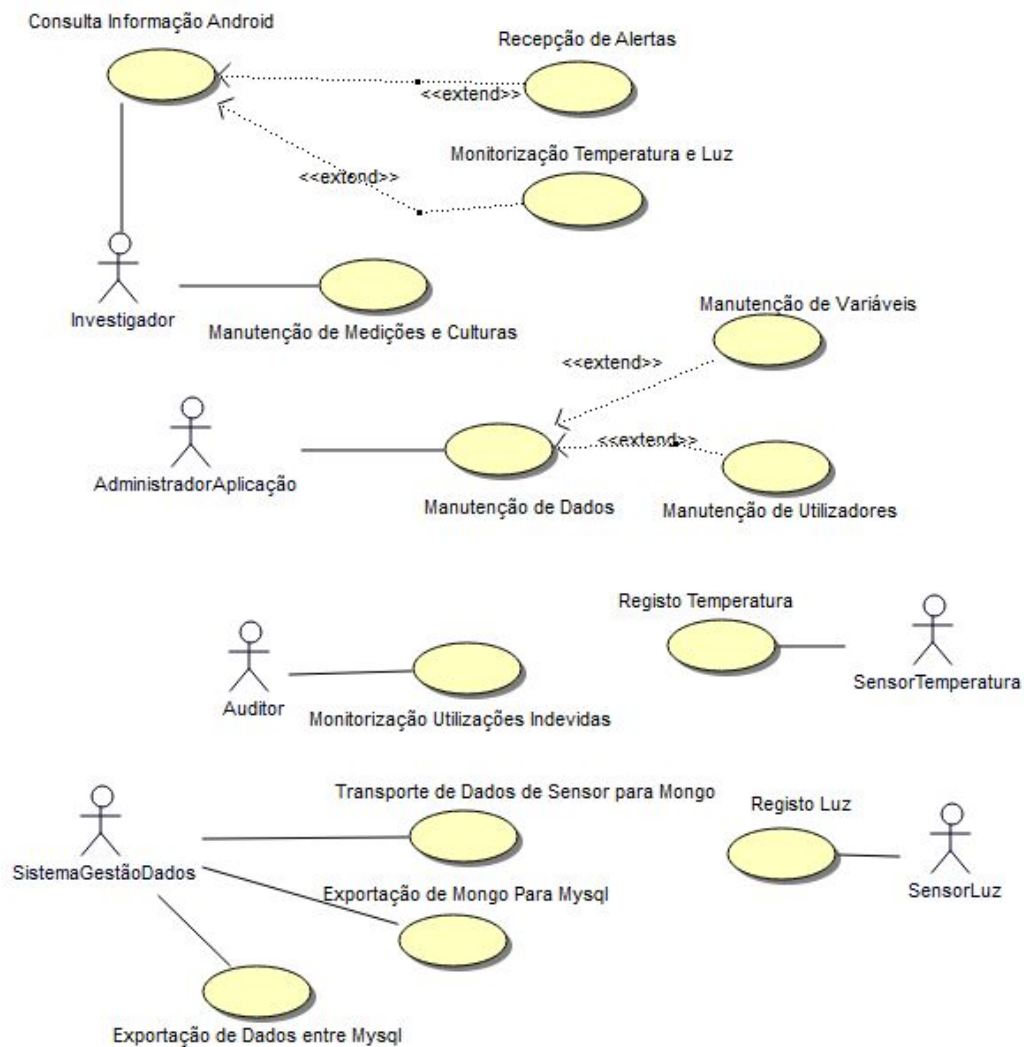 Consulta Informação Android
Recepção de Alertas
<<extend>>
Monitorização Temperatura e Luz
<<extend>>
Investigador
Manutenção de Medições e Culturas
Manutenção de Variáveis
<<extend>>
<<extend>>
AdministradorAplicação
Manutenção de Dados
Manutenção de Utilizadores
Registo Temperatura
SensorTemperatura
Auditor
Monitorização Utilizações Indevidas
Transporte de Dados de Sensor para Mongo
Registo Luz
SistemaGestãoDados
SensorLuz
Exportação de Mongo Para Mysql
Exportação de Dados entre Mysql